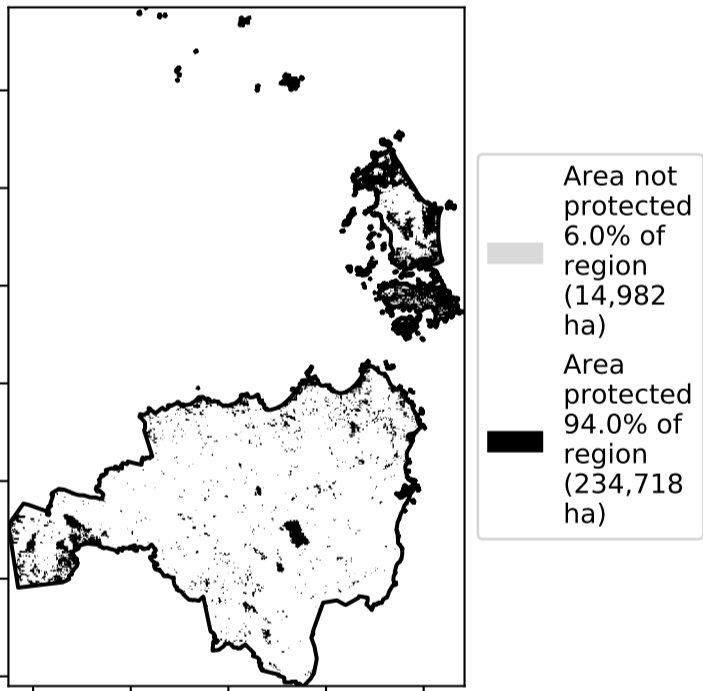 Area not
protected
6.0% of
region
(14,982
ha)
Area
protected
94.0% of
region
(234,718
ha)